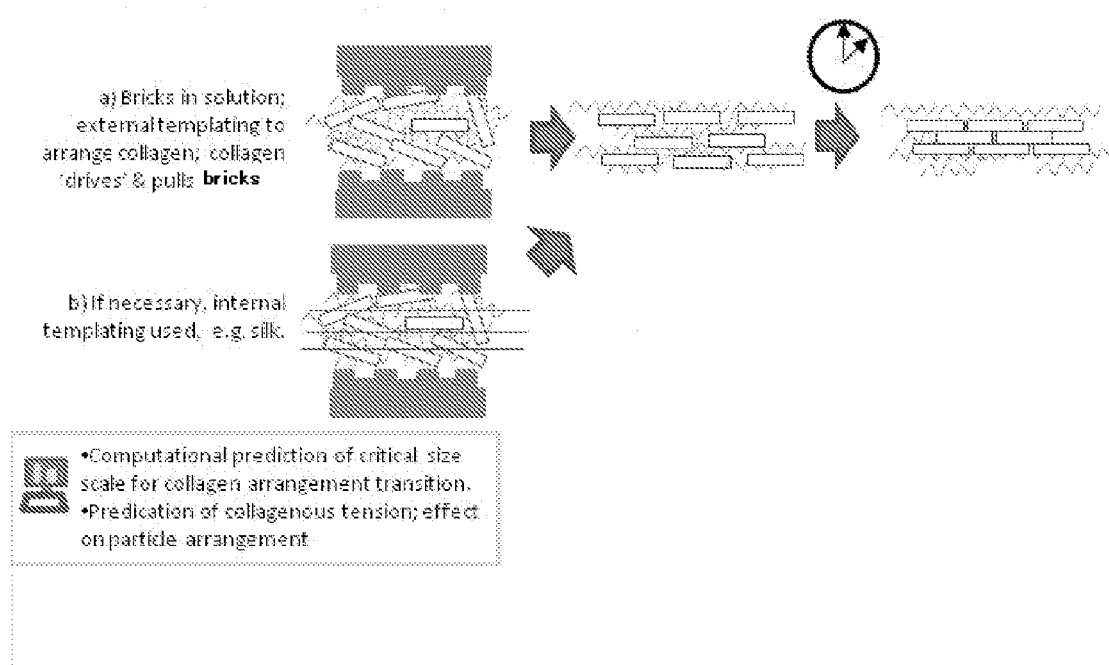 a) Bricks in solution;
external templating to
arrange collagen; collagen
'drives' & pulls bricks
b) If necessary, internal
templating used, e.g. silk.
•Computational prediction of critical size
scale for collagen arrangement transition.
•Predication of collagenous tension; effect
on particle arrangement